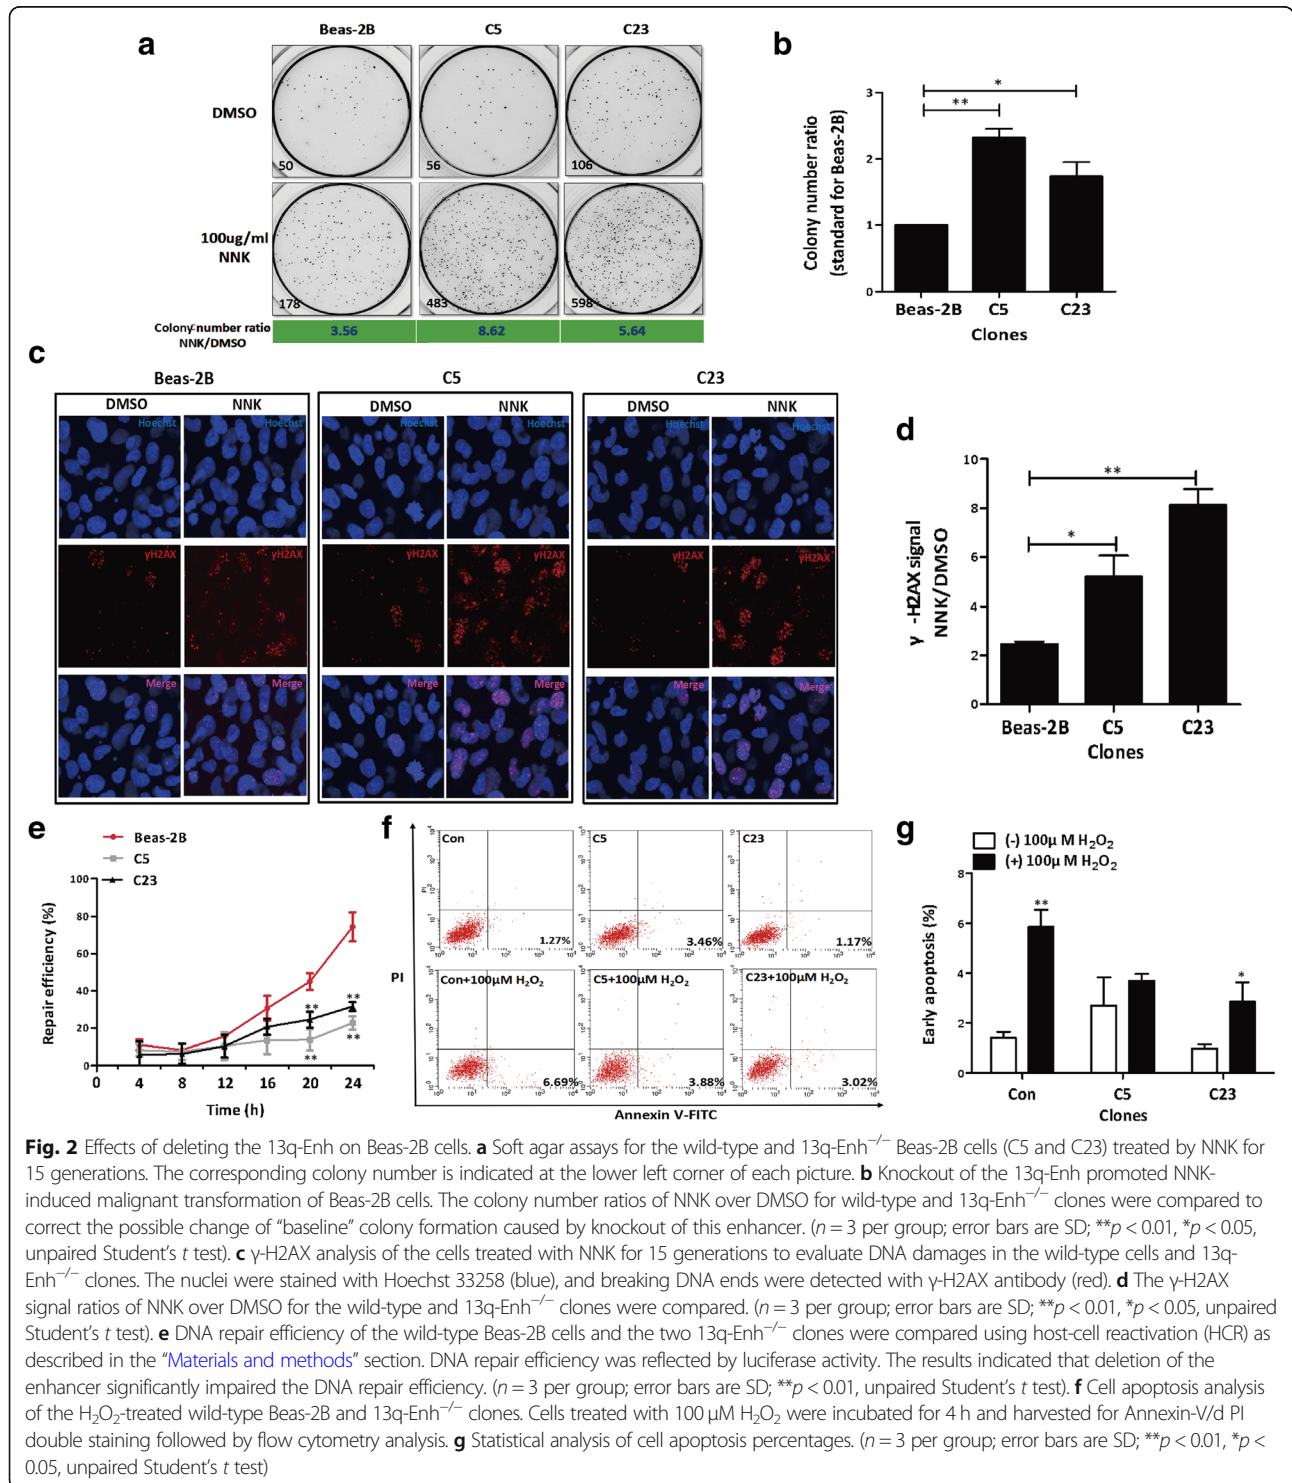 a
Beas-2B
C5
C23
DMSO
50
56
106
100ug/ml
NNK
178
483
598
Colony number ratio
NNK/DMSO
3.56
8.62
5.64
b
Colony number ratio
(standard for Beas-2B)
3
2
1
0
*
**
Beas-2B
C5
C23
Clones
c
Beas-2B
C5
C23
DMSO
NNK
DMSO
NNK
DMSO
NNK
Hoechst
Hoechst
Hoechst
Hoechst
Hoechst
Hoechst
γH2AX
γH2AX
γH2AX
γH2AX
γH2AX
γH2AX
Merge
Merge
Merge
Merge
Merge
Merge
d
γ -H2AX signal
NNK/DMSO
10
8
6
4
2
0
**
*
Beas-2B
C5
C23
Clones
e
Beas-2B
C5
C23
Repair efficiency (%)
100
80
60
40
20
0
0
4
8
12
16
20
24
**
**
**
**
Time (h)
f
Con
C5
C23
1.27%
3.46%
1.17%
PI
Con+100μM H₂O₂
C5+100μM H₂O₂
C23+100μM H₂O₂
6.69%
3.88%
3.02%
Annexin V-FITC
g
(-) 100μ M H₂O₂
(+) 100μ M H₂O₂
Early apoptosis (%)
8
6
4
2
0
**
*
Con
C5
C23
Clones
Fig. 2 Effects of deleting the 13q-Enh on Beas-2B cells. a Soft agar assays for the wild-type and 13q-Enh⁻/⁻ Beas-2B cells (C5 and C23) treated by NNK for
15 generations. The corresponding colony number is indicated at the lower left corner of each picture. b Knockout of the 13q-Enh promoted NNK-
induced malignant transformation of Beas-2B cells. The colony number ratios of NNK over DMSO for wild-type and 13q-Enh⁻/⁻ clones were compared to
correct the possible change of “baseline” colony formation caused by knockout of this enhancer. (n = 3 per group; error bars are SD; **p < 0.01, *p < 0.05,
unpaired Student’s t test). c γ-H2AX analysis of the cells treated with NNK for 15 generations to evaluate DNA damages in the wild-type cells and 13q-
Enh⁻/⁻ clones. The nuclei were stained with Hoechst 33258 (blue), and breaking DNA ends were detected with γ-H2AX antibody (red). d The γ-H2AX
signal ratios of NNK over DMSO for the wild-type and 13q-Enh⁻/⁻ clones were compared. (n = 3 per group; error bars are SD; **p < 0.01, *p < 0.05, unpaired
Student’s t test). e DNA repair efficiency of the wild-type Beas-2B cells and the two 13q-Enh⁻/⁻ clones were compared using host-cell reactivation (HCR) as
described in the “Materials and methods” section. DNA repair efficiency was reflected by luciferase activity. The results indicated that deletion of the
enhancer significantly impaired the DNA repair efficiency. (n = 3 per group; error bars are SD; **p < 0.01, unpaired Student’s t test). f Cell apoptosis analysis
of the H₂O₂-treated wild-type Beas-2B and 13q-Enh⁻/⁻ clones. Cells treated with 100 μM H₂O₂ were incubated for 4 h and harvested for Annexin-V/d PI
double staining followed by flow cytometry analysis. g Statistical analysis of cell apoptosis percentages. (n = 3 per group; error bars are SD; **p < 0.01, *p <
0.05, unpaired Student’s t test)